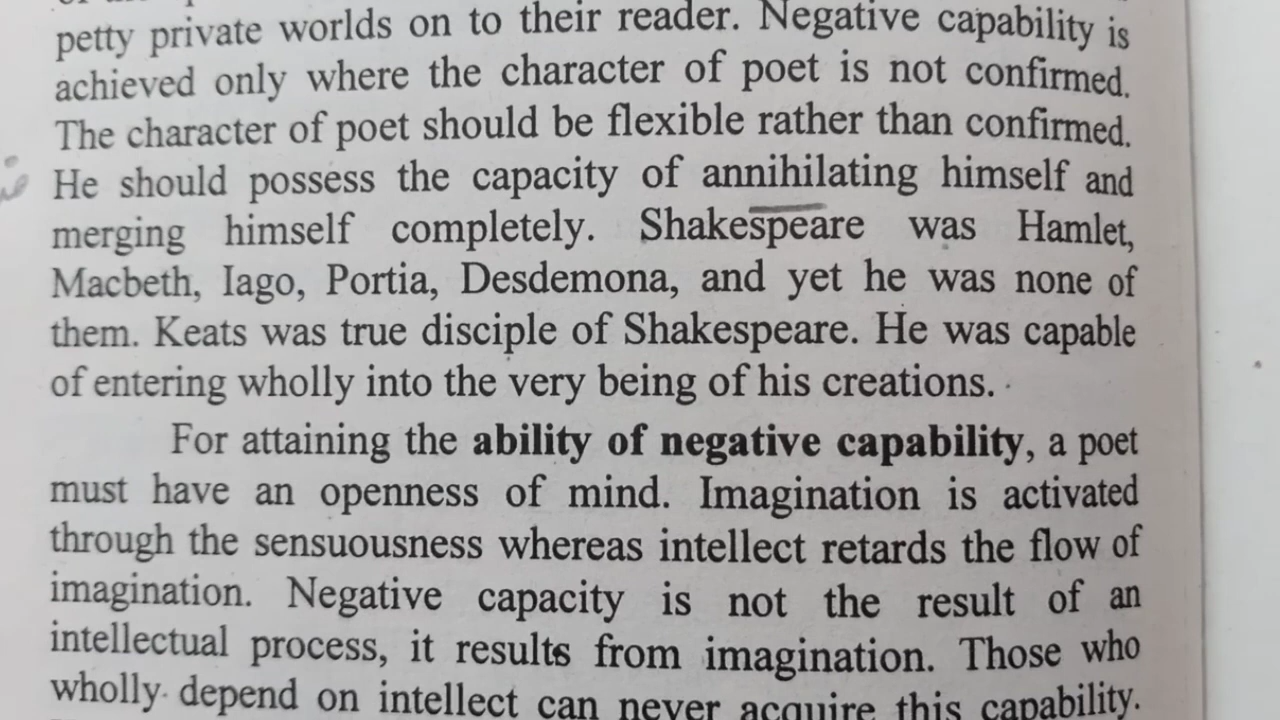 petty private worlds on to their reader. Negative capability is
achieved only where the character of poet is not confirmed.
The character of poet should be flexible rather than confirmed.
He should possess the capacity of annihilating himself and
merging himself completely. Shakespeare was Hamlet,
Macbeth, Iago, Portia, Desdemona, and yet he was none of
them. Keats was true disciple of Shakespeare. He was capable
of entering wholly into the very being of his creations.
For attaining the ability of negative capability, a poet
must have an openness of mind. Imagination is activated
through the sensuousness whereas intellect retards the flow of
imagination. Negative capacity is not the result of an
intellectual process, it results from imagination. Those who
wholly depend on intellect can never acquire this capability.